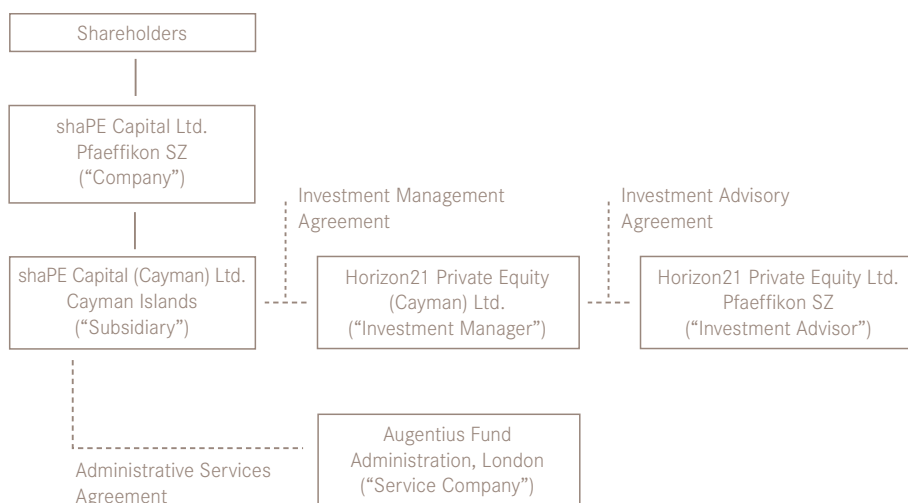 Shareholders
shaPE Capital Ltd.
Pfaeffikon SZ
(“Company”)
Investment Management
Agreement
Investment Advisory
Agreement
shaPE Capital (Cayman) Ltd.
Cayman Islands
(“Subsidiary”)
Horizon21 Private Equity
(Cayman) Ltd.
(“Investment Manager”)
Horizon21 Private Equity Ltd.
Pfaeffikon SZ
(“Investment Advisor”)
Administrative Services
Agreement
Augentius Fund
Administration, London
(“Service Company”)